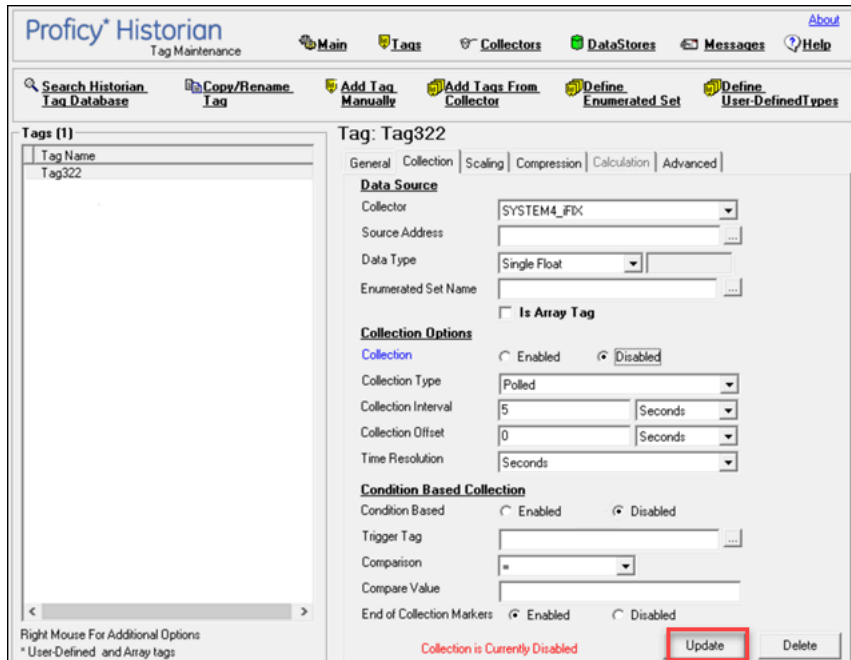 Proficy* Historian
Tag Maintenance
About
Main
Tags
Collectors
DataStores
Messages
Help
Search Historian
Tag Database
Copy/Rename
Tag
Add Tag
Manually
Add Tags From
Collector
Define
Enumerated Set
Define
User-DefinedTypes
Tags (1)
Tag Name
Tag322
Right Mouse For Additional Options
* User-Defined and Array tags
Tag: Tag322
General Collection Scaling Compression Calculation Advanced
Data Source
Collector SYSTEM4_iFIX
Source Address ...
Data Type Single Float
Enumerated Set Name ...
Is Array Tag
Collection Options
Collection Enabled Disabled
Collection Type Polled
Collection Interval 5 Seconds
Collection Offset 0 Seconds
Time Resolution Seconds
Condition Based Collection
Condition Based Enabled Disabled
Trigger Tag ...
Comparison =
Compare Value
End of Collection Markers Enabled Disabled
Collection is Currently Disabled Update Delete